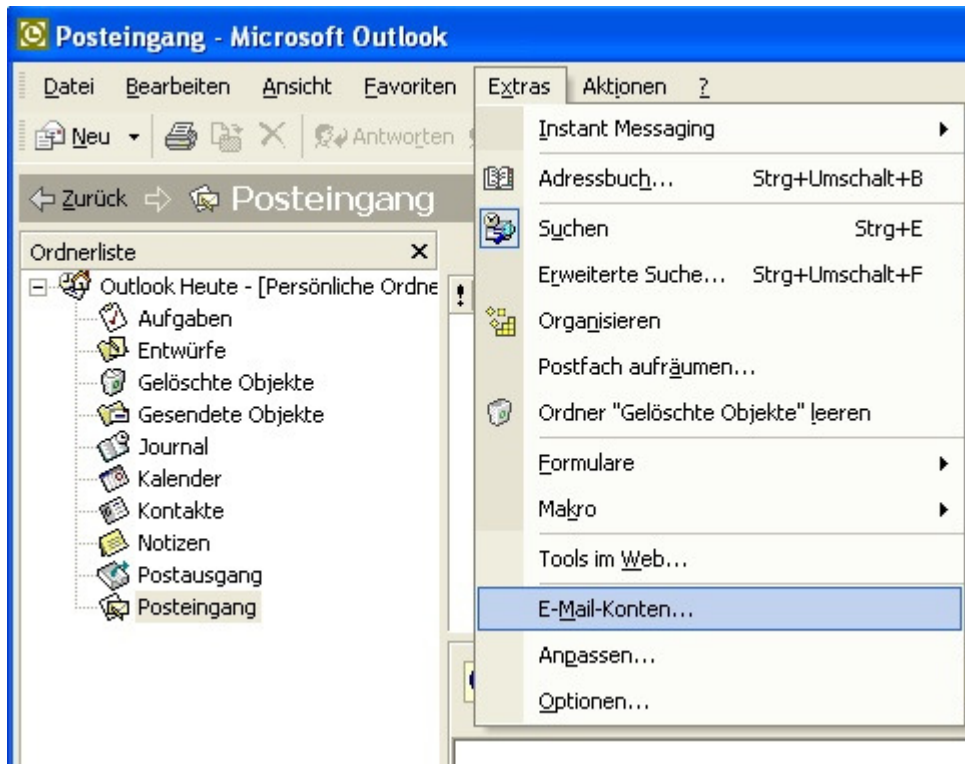 Posteingang - Microsoft Outlook
Datei Bearbeiten Ansicht Favoriten Extras Aktionen ?
Neu Antworten
Zurück Posteingang
Ordnerliste
Outlook Heute - [Persönliche Ordne
Aufgaben
Entwürfe
Gelöschte Objekte
Gesendete Objekte
Journal
Kalender
Kontakte
Notizen
Postausgang
Posteingang
Instant Messaging
Adressbuch... Strg+Umschalt+B
Suchen Strg+E
Erweiterte Suche... Strg+Umschalt+F
Organisieren
Postfach aufräumen...
Ordner "Gelöschte Objekte" leeren
Formulare
Makro
Tools im Web...
E-Mail-Konten...
Anpassen...
Optionen...